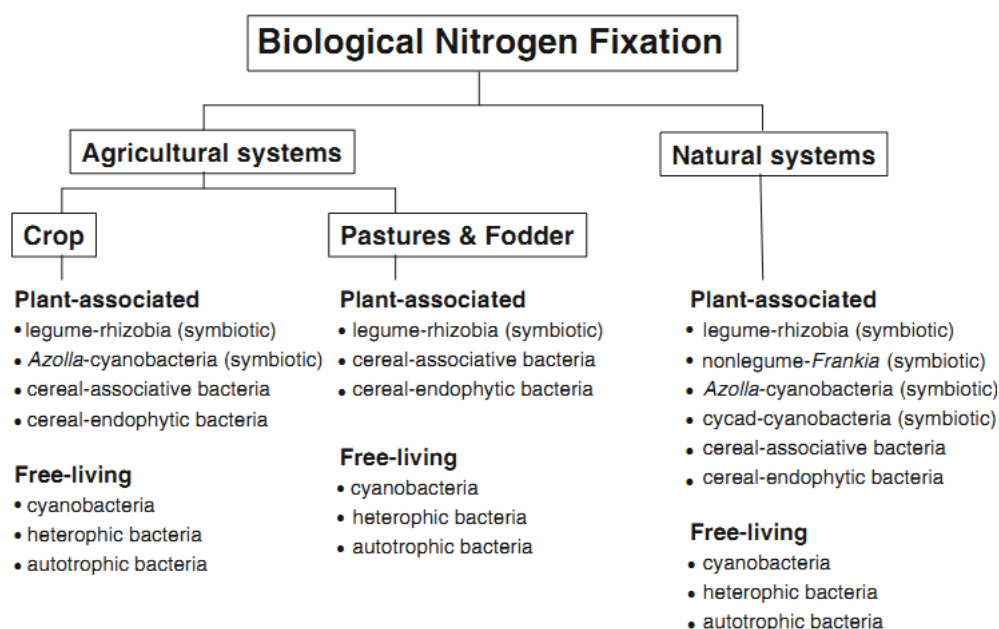 Biological Nitrogen Fixation
Agricultural systems
Natural systems
Crop
Pastures & Fodder
Plant-associated
• legume-rhizobia (symbiotic)
• Azolla-cyanobacteria (symbiotic)
• cereal-associative bacteria
• cereal-endophytic bacteria
Free-living
• cyanobacteria
• heterophic bacteria
• autotrophic bacteria
Plant-associated
• legume-rhizobia (symbiotic)
• cereal-associative bacteria
• cereal-endophytic bacteria
Free-living
• cyanobacteria
• heterophic bacteria
• autotrophic bacteria
Plant-associated
• legume-rhizobia (symbiotic)
• nonlegume-Frankia (symbiotic)
• Azolla-cyanobacteria (symbiotic)
• cycad-cyanobacteria (symbiotic)
• cereal-associative bacteria
• cereal-endophytic bacteria
Free-living
• cyanobacteria
• heterophic bacteria
• autotrophic bacteria